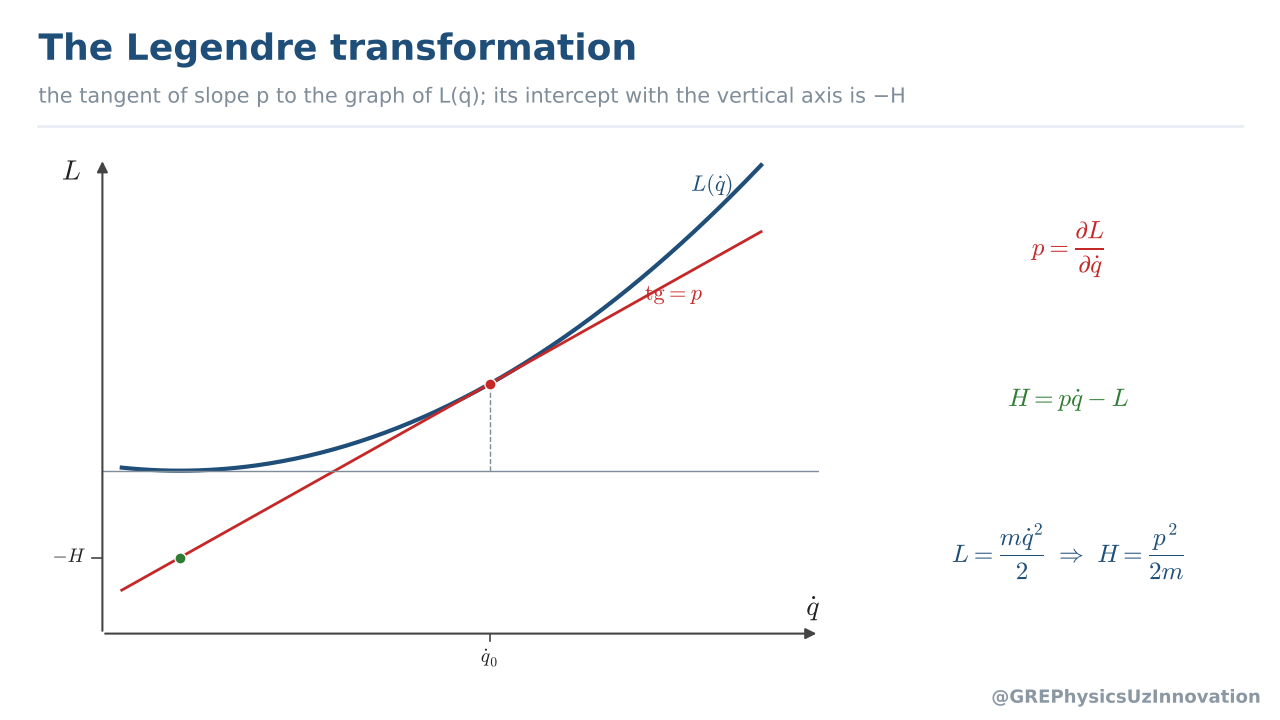 The Legendre transformation
the tangent of slope p to the graph of L(q̇); its intercept with the vertical axis is −H
L
L(q̇)
tg = p
p = ∂L/∂q̇
H = pq̇ − L
−H
L = mq̇²/2 ⇒ H = p²/2m
q̇
q̇₀
@GREPhysicsUzInnovation